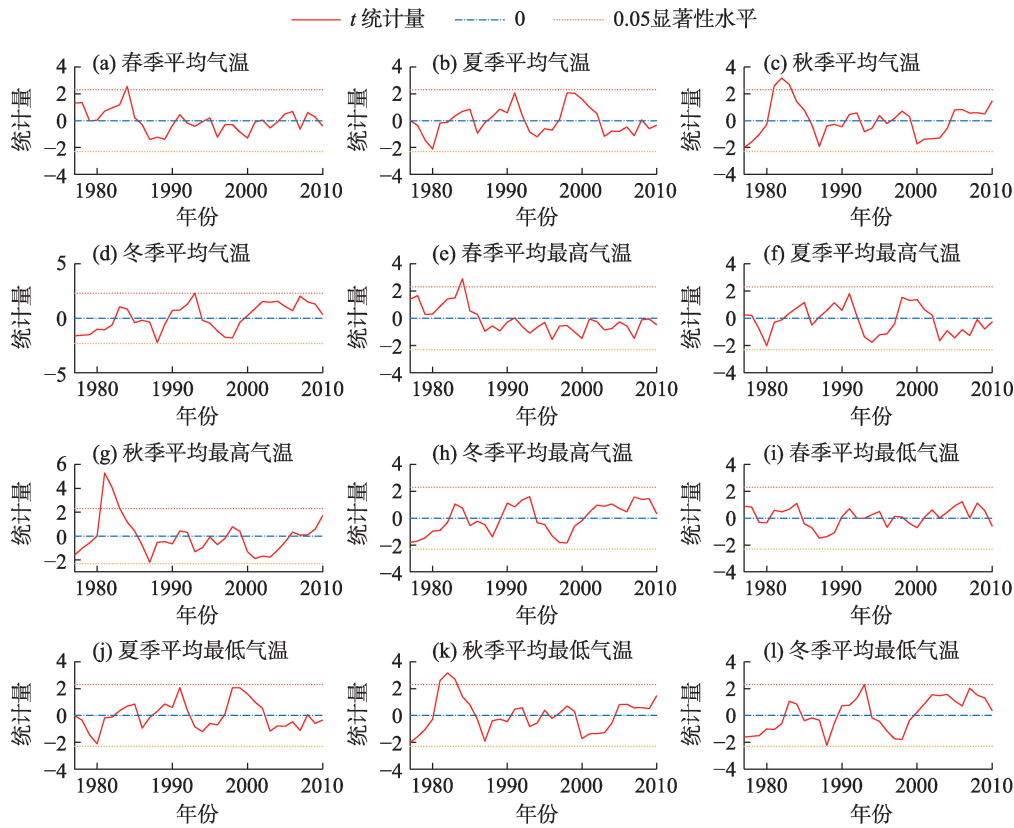 t 统计量 0 0.05显著性水平
(a) 春季平均气温
统计量
4
2
0
−2
−4
1980 1990 2000 2010
年份
(b) 夏季平均气温
统计量
4
2
0
−2
−4
1980 1990 2000 2010
年份
(c) 秋季平均气温
统计量
4
2
0
−2
−4
1980 1990 2000 2010
年份
(d) 冬季平均气温
统计量
5
0
−5
1980 1990 2000 2010
年份
(e) 春季平均最高气温
统计量
4
2
0
−2
−4
1980 1990 2000 2010
年份
(f) 夏季平均最高气温
统计量
4
2
0
−2
−4
1980 1990 2000 2010
年份
(g) 秋季平均最高气温
统计量
6
4
2
0
−2
1980 1990 2000 2010
年份
(h) 冬季平均最高气温
统计量
4
2
0
−2
−4
1980 1990 2000 2010
年份
(i) 春季平均最低气温
统计量
4
2
0
−2
−4
1980 1990 2000 2010
年份
(j) 夏季平均最低气温
统计量
4
2
0
−2
−4
1980 1990 2000 2010
年份
(k) 秋季平均最低气温
统计量
4
2
0
−2
−4
1980 1990 2000 2010
年份
(l) 冬季平均最低气温
统计量
4
2
0
−2
−4
1980 1990 2000 2010
年份